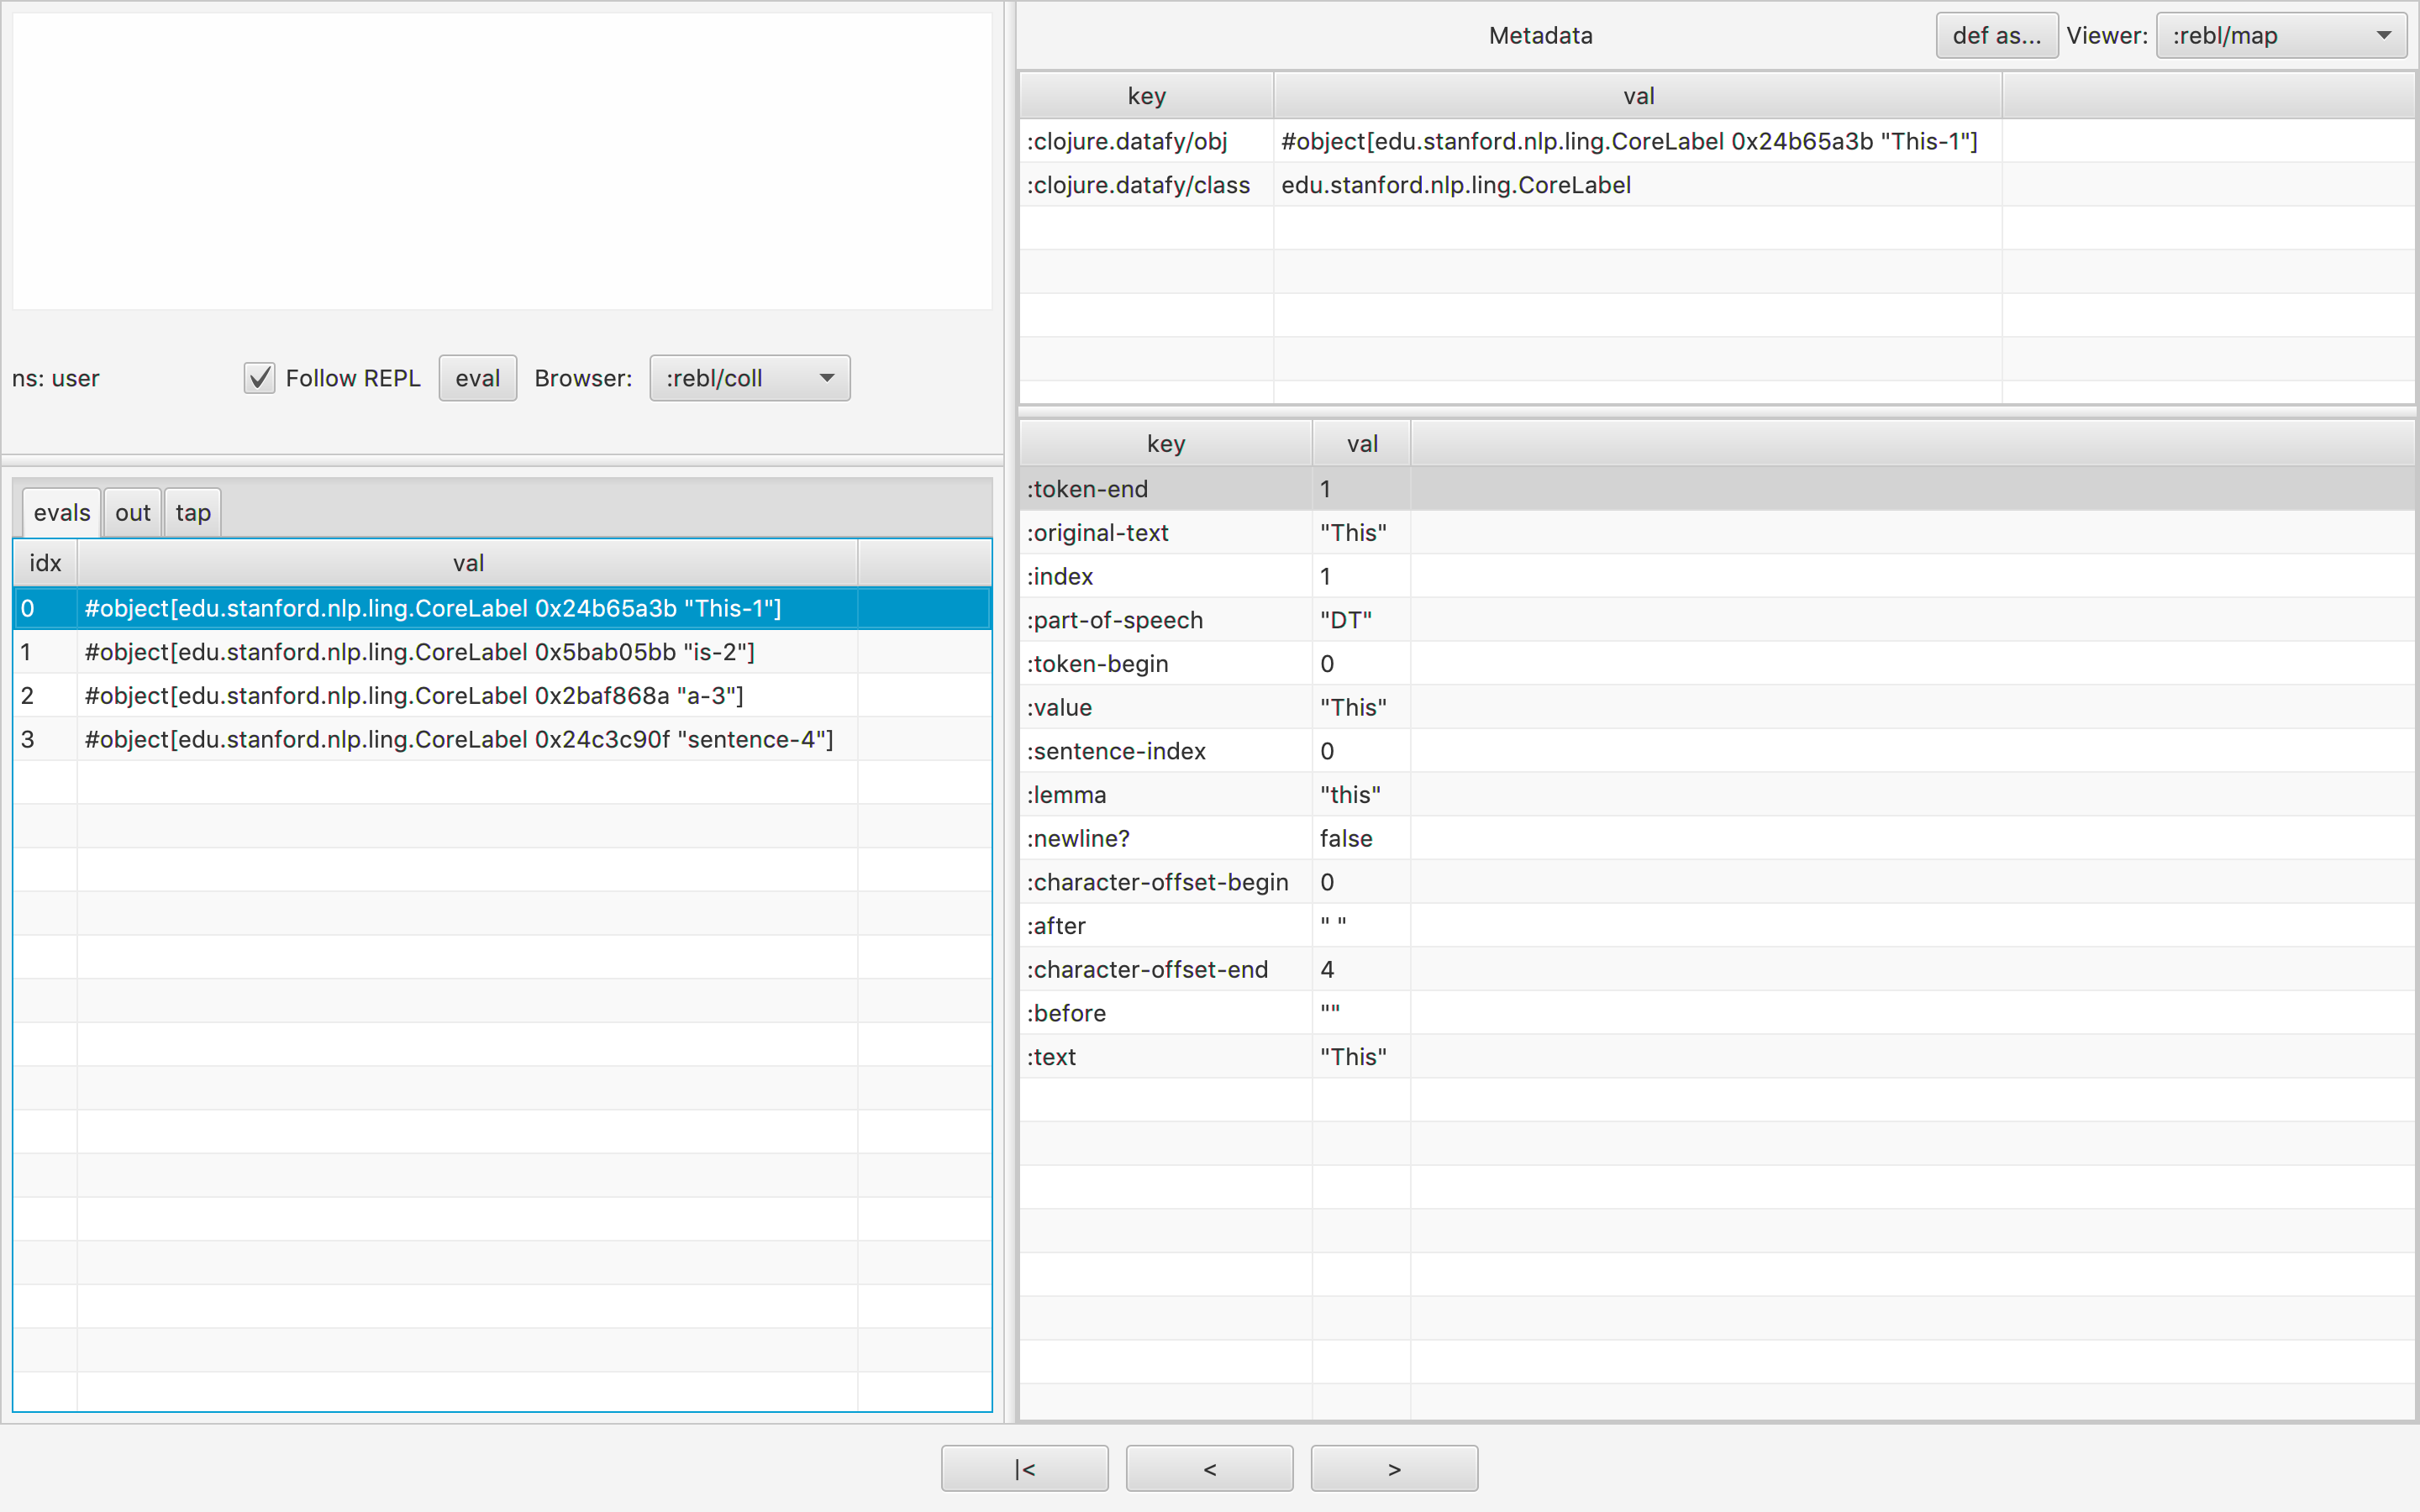 ns: user Follow REPL eval Browser: :rebl/coll
evals out tap
idx val
0 #object[edu.stanford.nlp.ling.CoreLabel 0x24b65a3b "This-1"]
1 #object[edu.stanford.nlp.ling.CoreLabel 0x5bab05bb "is-2"]
2 #object[edu.stanford.nlp.ling.CoreLabel 0x2baf868a "a-3"]
3 #object[edu.stanford.nlp.ling.CoreLabel 0x24c3c90f "sentence-4"]
Metadata def as... Viewer: :rebl/map
key val
:clojure.datafy/obj #object[edu.stanford.nlp.ling.CoreLabel 0x24b65a3b "This-1"]
:clojure.datafy/class edu.stanford.nlp.ling.CoreLabel
key val
:token-end 1
:original-text "This"
:index 1
:part-of-speech "DT"
:token-begin 0
:value "This"
:sentence-index 0
:lemma "this"
:newline? false
:character-offset-begin 0
:after " "
:character-offset-end 4
:before ""
:text "This"
|< < >